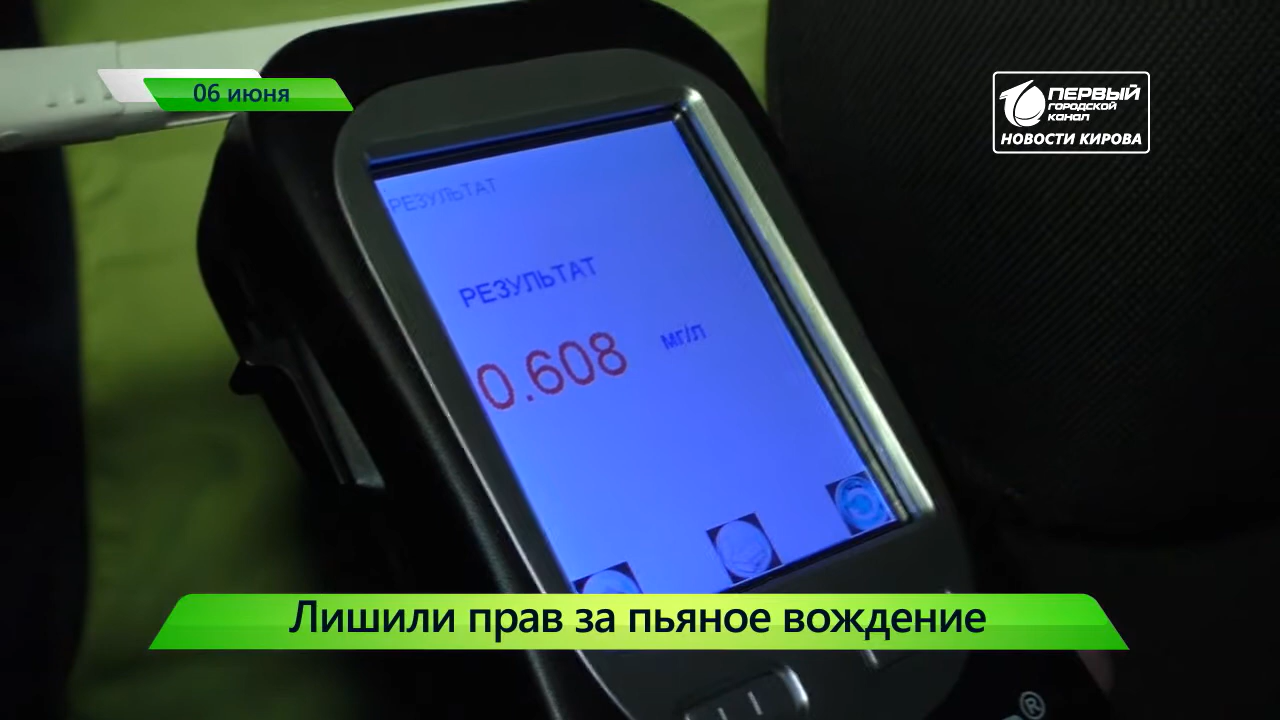 06 июня
ПЕРВЫЙ
ГОРОДСКОЙ
КАНАЛ
НОВОСТИ КИРОВА
РЕЗУЛЬТАТ
РЕЗУЛЬТАТ
0.608 мг/л
Лишили прав за пьяное вождение
®